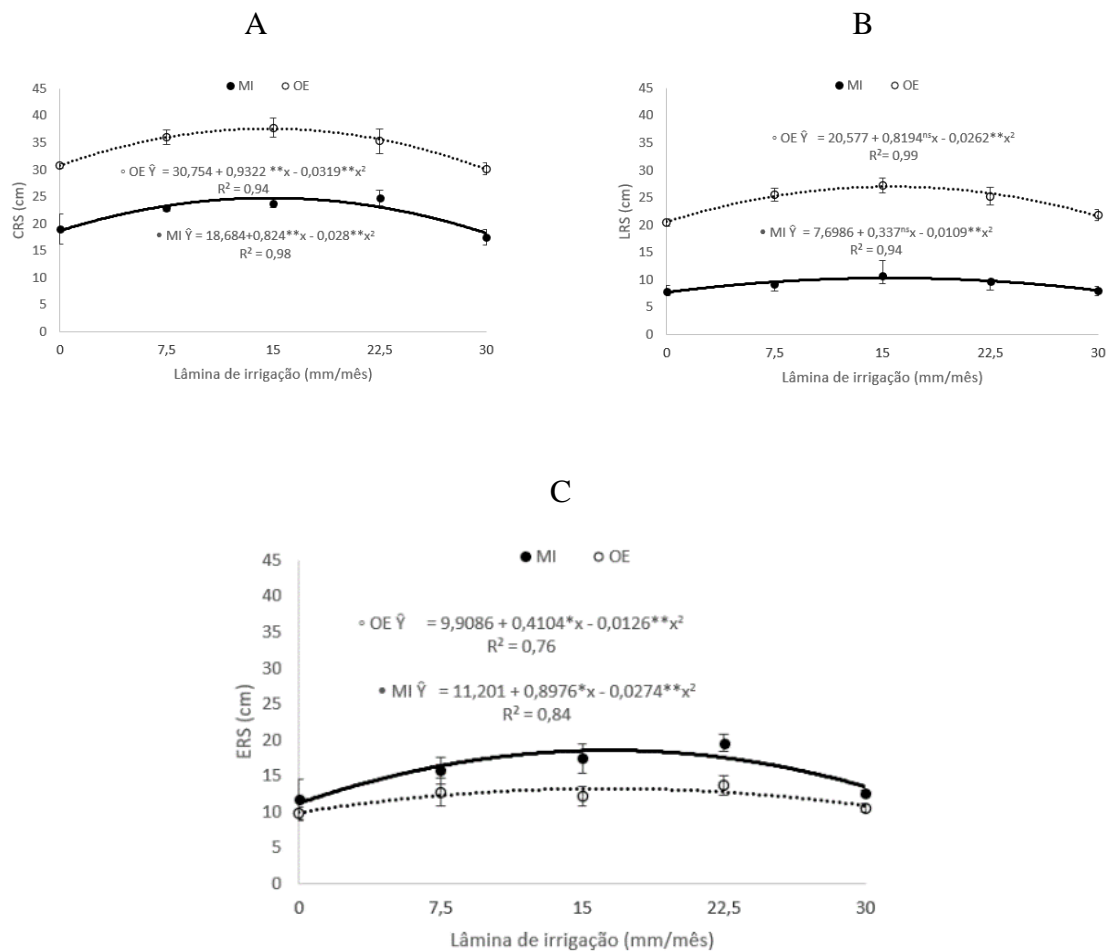 A
MI OE
45
40
35
30
25
20
15
10
5
0
CRS (cm)
◦ OE Ŷ = 30,754 + 0,9322 **x - 0,0319**x²
R² = 0,94
• MI Ŷ = 18,684+0,824**x - 0,028**x²
R² = 0,98
0 7,5 15 22,5 30
Lâmina de irrigação (mm/mês)
B
MI OE
45
40
35
30
25
20
15
10
5
0
LRS (cm)
◦ OE Ŷ = 20,577 + 0,8194ⁿˢx - 0,0262**x²
R² = 0,99
• MI Ŷ = 7,6986 + 0,337ⁿˢx - 0,0109**x²
R² = 0,94
0 7,5 15 22,5 30
Lâmina de irrigação (mm/mês)
C
MI OE
45
40
35
30
25
20
15
10
5
0
ERS (cm)
◦ OE Ŷ = 9,9086 + 0,4104*x - 0,0126**x²
R² = 0,76
• MI Ŷ = 11,201 + 0,8976*x - 0,0274**x²
R² = 0,84
0 7,5 15 22,5 30
Lâmina de irrigação (mm/mês)